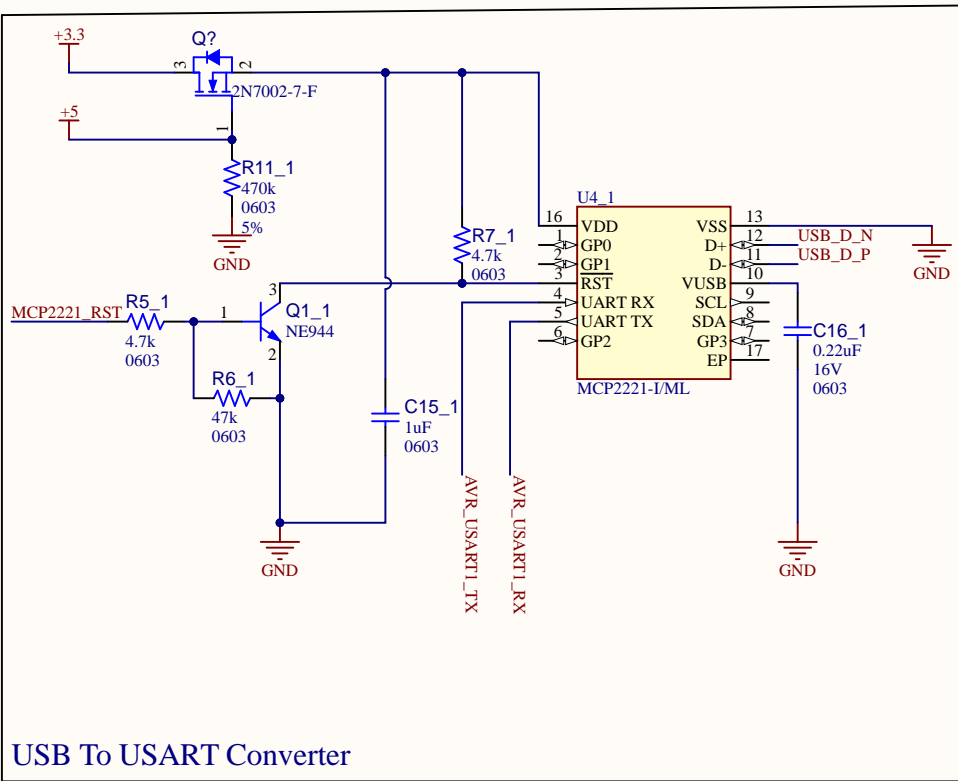 +3.3
Q?
3
2
2N7002-7-F
+5
1
R11_1
470k
0603
5%
GND
U4_1
16 VDD
1 GP0
2 GP1
3 RST
4 UART RX
5 UART TX
6 GP2
VSS 13
D+ 12
D- 11
VUSB 10
SCL 9
SDA 8
GP3 7
EP 17
MCP2221-I/ML
USB_D_N
USB_D_P
GND
R7_1
4.7k
0603
MCP2221_RST
R5_1
4.7k
0603
1
3
Q1_1
NE944
2
R6_1
47k
0603
C15_1
1uF
0603
C16_1
0.22uF
16V
0603
GND
AVR_USART1_TX
AVR_USART1_RX
GND
USB To USART Converter